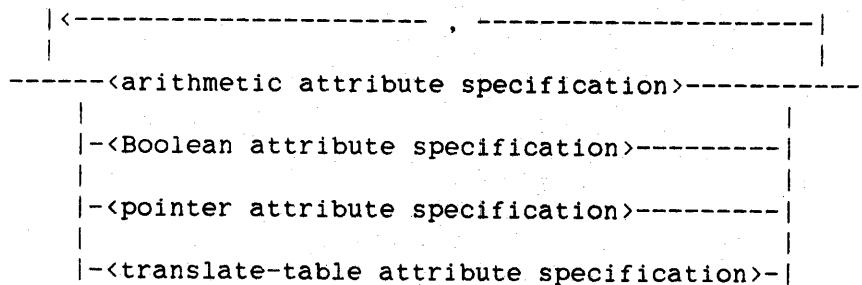 |<---------------------- , ---------------------|
| |
------<arithmetic attribute specification>-----------
| |
|-<Boolean attribute specification>---------|
| |
|-<pointer attribute specification>---------|
| |
|-<translate-table attribute specification>-|